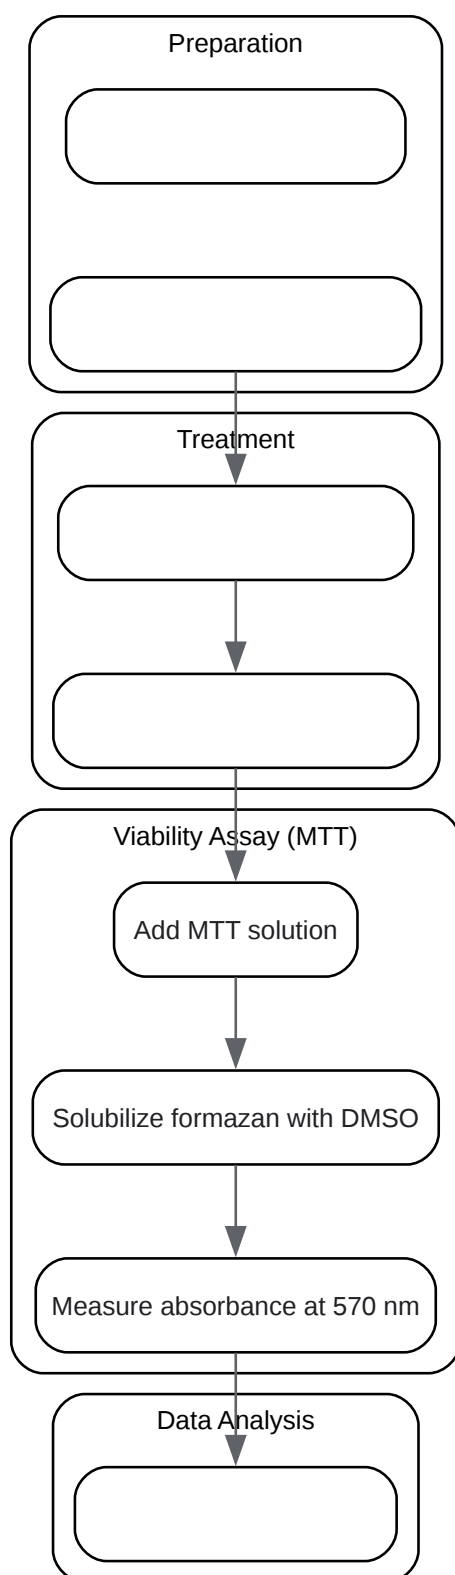 Preparation
Treatment
Viability Assay (MTT)
Add MTT solution
Solubilize formazan with DMSO
Measure absorbance at 570 nm
Data Analysis